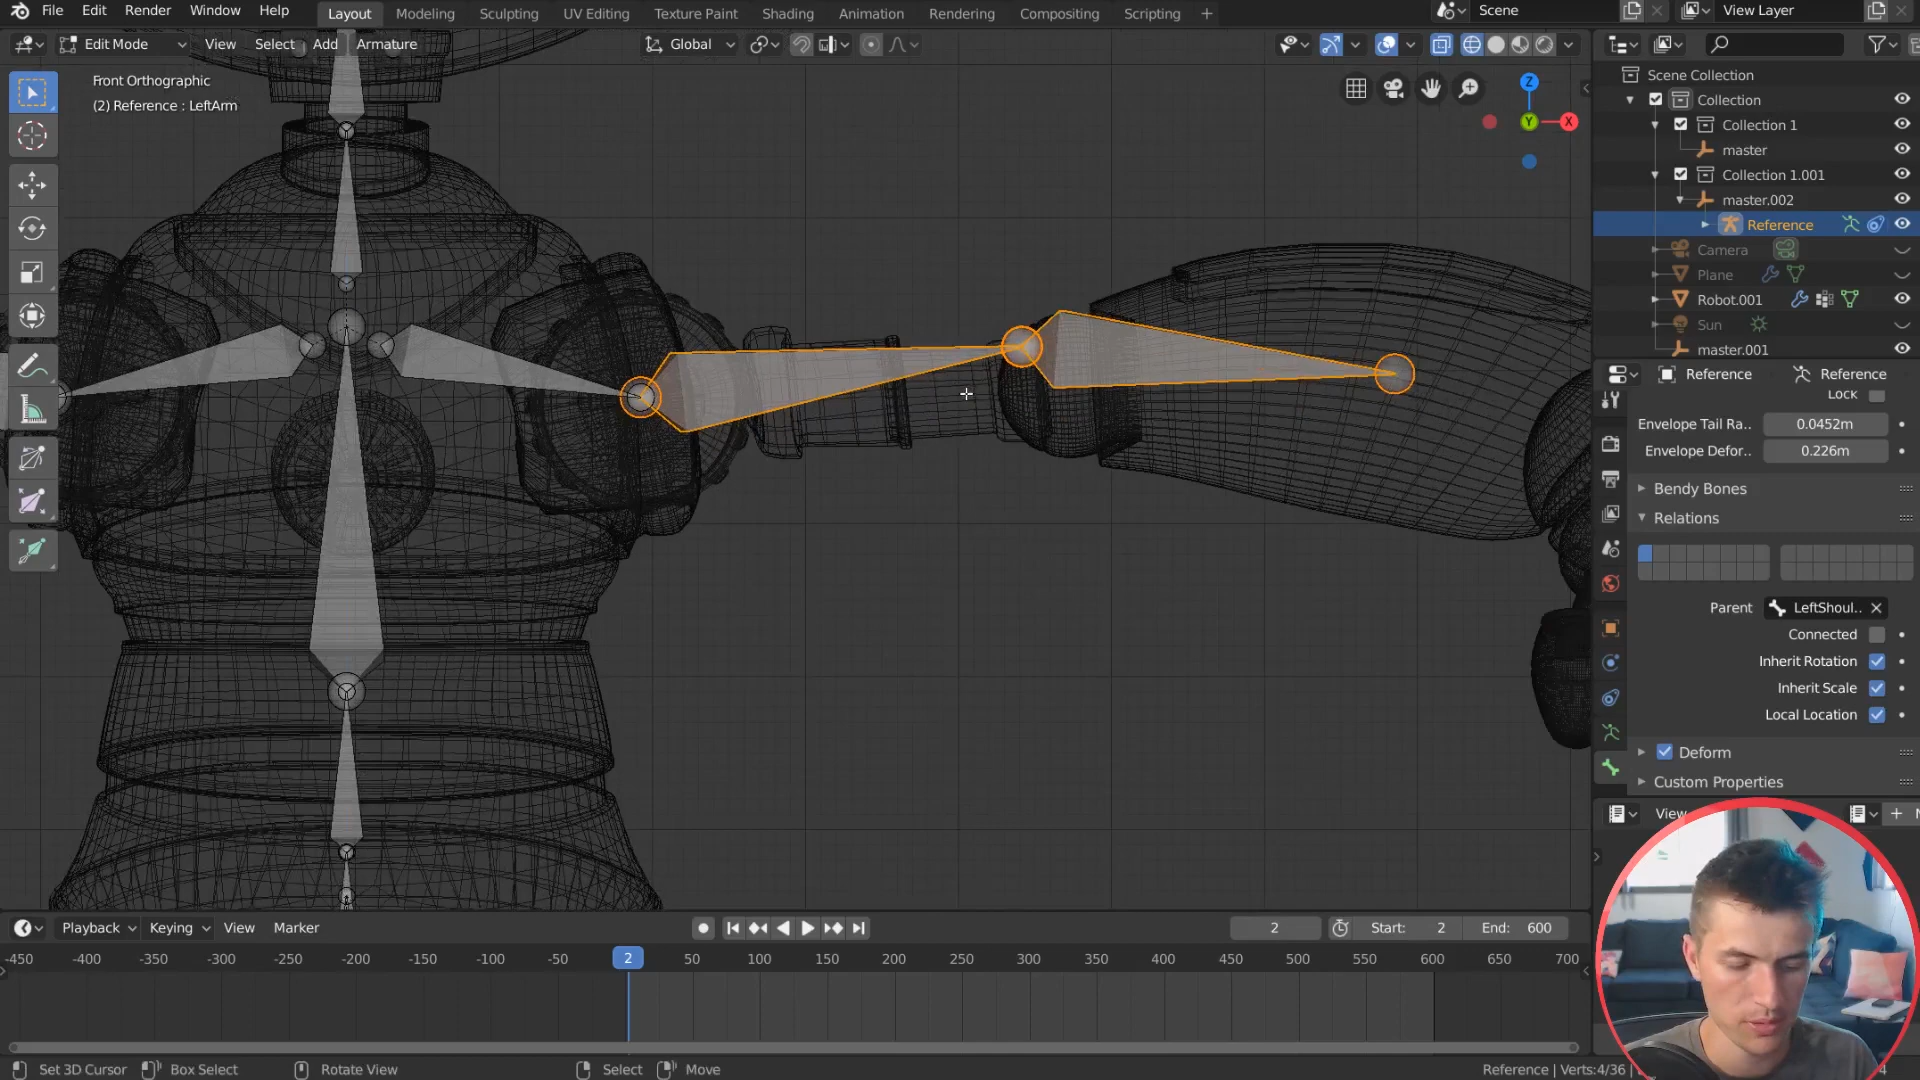 File Edit Render Window Help
Layout Modeling Sculpting UV Editing Texture Paint Shading Animation Rendering Compositing Scripting +
Scene
View Layer
Edit Mode View Select Add Armature
Global
Front Orthographic
(2) Reference : LeftArm
Z
Y
X
Scene Collection
Collection
Collection 1
master
Collection 1.001
master.002
Reference
Camera
Plane
Robot.001
Sun
master.001
Reference Reference
Lock
Envelope Tail Ra.. 0.0452m
Envelope Defor.. 0.226m
Bendy Bones
Relations
Parent LeftShoul..
Connected
Inherit Rotation
Inherit Scale
Local Location
Deform
Custom Properties
View
Playback Keying View Marker
2 Start: 2 End: 600
-450 -400 -350 -300 -250 -200 -150 -100 -50 2 50 100 150 200 250 300 350 400 450 500 550 600 650 700
Set 3D Cursor Box Select Rotate View Select Move
Reference | Verts:4/36 |